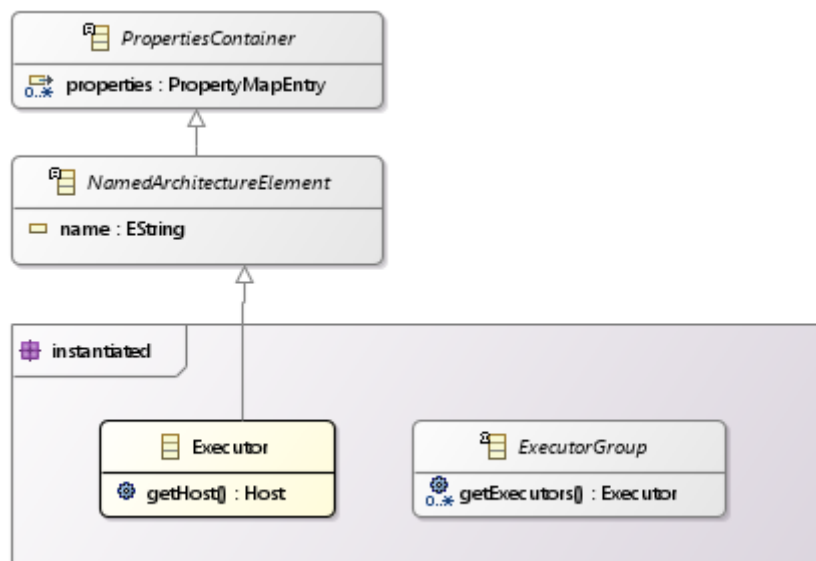 PropertiesContainer
0..* properties : PropertyMapEntry
NamedArchitectureElement
name : EString
instantiated
Executor
getHost() : Host
ExecutorGroup
0..* getExecutors() : Executor